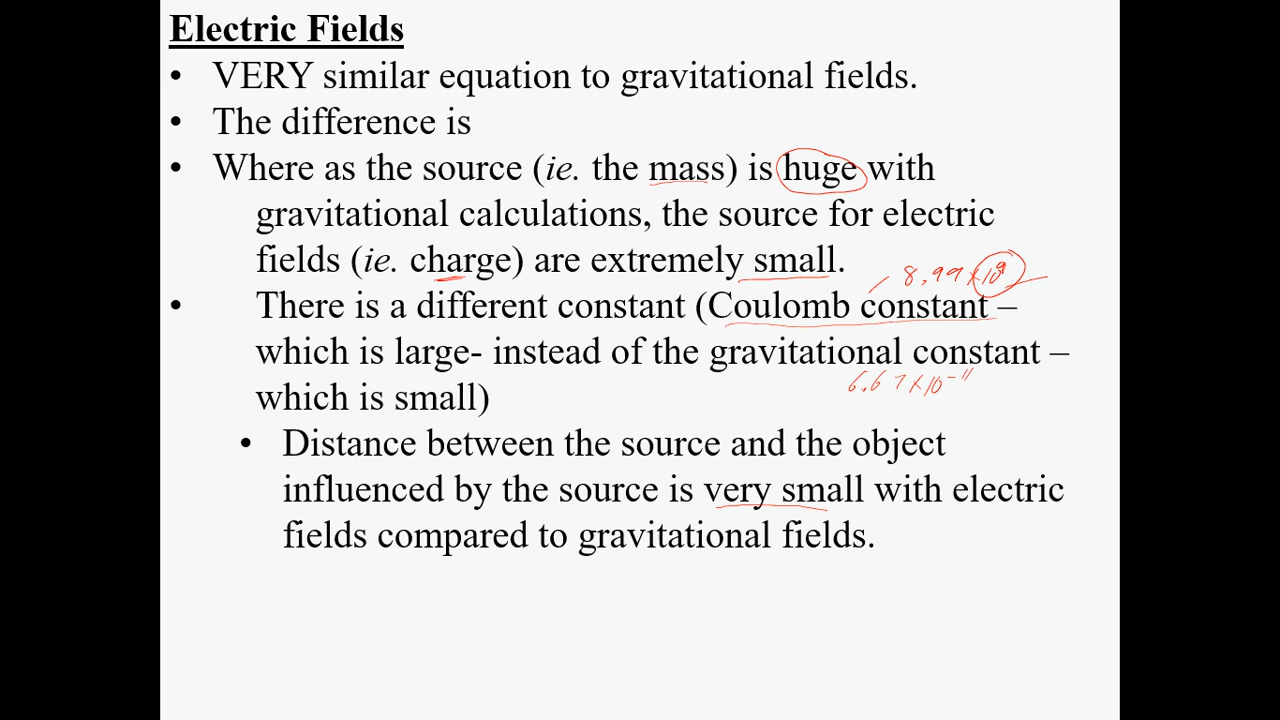 Electric Fields
• VERY similar equation to gravitational fields.
• The difference is
• Where as the source (ie. the mass) is huge with
gravitational calculations, the source for electric
fields (ie. charge) are extremely small.
8.99 x 10⁹
• There is a different constant (Coulomb constant –
which is large- instead of the gravitational constant –
6.67 x 10⁻¹¹
which is small)
• Distance between the source and the object
influenced by the source is very small with electric
fields compared to gravitational fields.